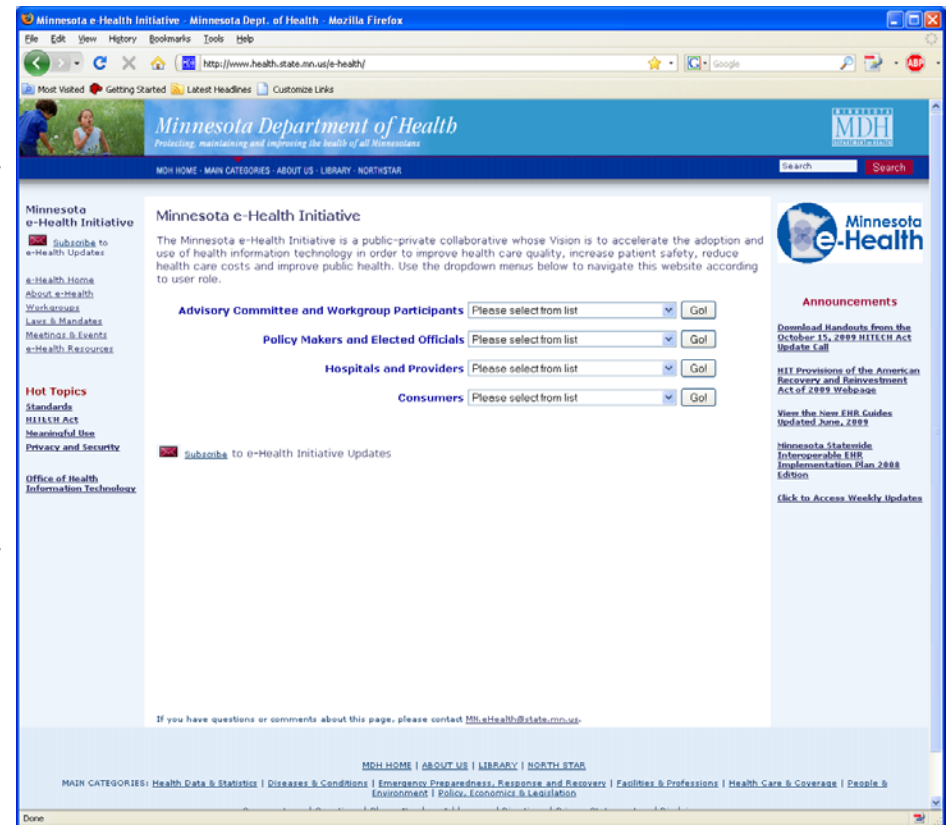 Minnesota e-Health Initiative - Minnesota Dept. of Health - Mozilla Firefox
File Edit View History Bookmarks Tools Help
http://www.health.state.mn.us/e-health/
Google
ABP
Most Visited Getting Started Latest Headlines Customize Links
Minnesota Department of Health
Protecting, maintaining and improving the health of all Minnesotans
MINNESOTA
MDH
DEPARTMENT OF HEALTH
MDH HOME - MAIN CATEGORIES - ABOUT US - LIBRARY - NORTHSTAR
Search
Search
Minnesota
e-Health Initiative
Subscribe to
e-Health Updates
e-Health Home
About e-Health
Workgroups
Laws & Mandates
Meetings & Events
e-Health Resources
Hot Topics
Standards
HITECH Act
Meaningful Use
Privacy and Security
Office of Health
Information Technology
Minnesota e-Health Initiative
The Minnesota e-Health Initiative is a public-private collaborative whose Vision is to accelerate the adoption and
use of health information technology in order to improve health care quality, increase patient safety, reduce
health care costs and improve public health. Use the dropdown menus below to navigate this website according
to user role.
Advisory Committee and Workgroup Participants Please select from list Go!
Policy Makers and Elected Officials Please select from list Go!
Hospitals and Providers Please select from list Go!
Consumers Please select from list Go!
Subscribe to e-Health Initiative Updates
Minnesota
e-Health
Announcements
Download Handouts from the
October 15, 2009 HITECH Act
Update Call
HIT Provisions of the American
Recovery and Reinvestment
Act of 2009 Webpage
View the New EHR Guides
Updated June, 2009
Minnesota Statewide
Interoperable EHR
Implementation Plan 2008
Edition
Click to Access Weekly Updates
If you have questions or comments about this page, please contact MN.eHealth@state.mn.us.
MDH HOME | ABOUT US | LIBRARY | NORTH STAR
MAIN CATEGORIES: Health Data & Statistics | Diseases & Conditions | Emergency Preparedness, Response and Recovery | Facilities & Professions | Health Care & Coverage | People &
Environment | Policy, Economics & Legislation
Done